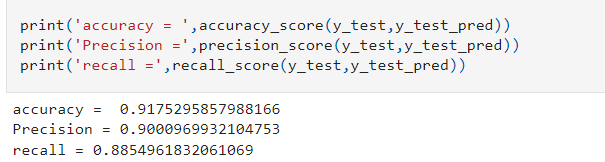 print('accuracy = ',accuracy_score(y_test,y_test_pred))
print('Precision =',precision_score(y_test,y_test_pred))
print('recall =',recall_score(y_test,y_test_pred))
accuracy =  0.9175295857988166
Precision = 0.9000969932104753
recall = 0.8854961832061069